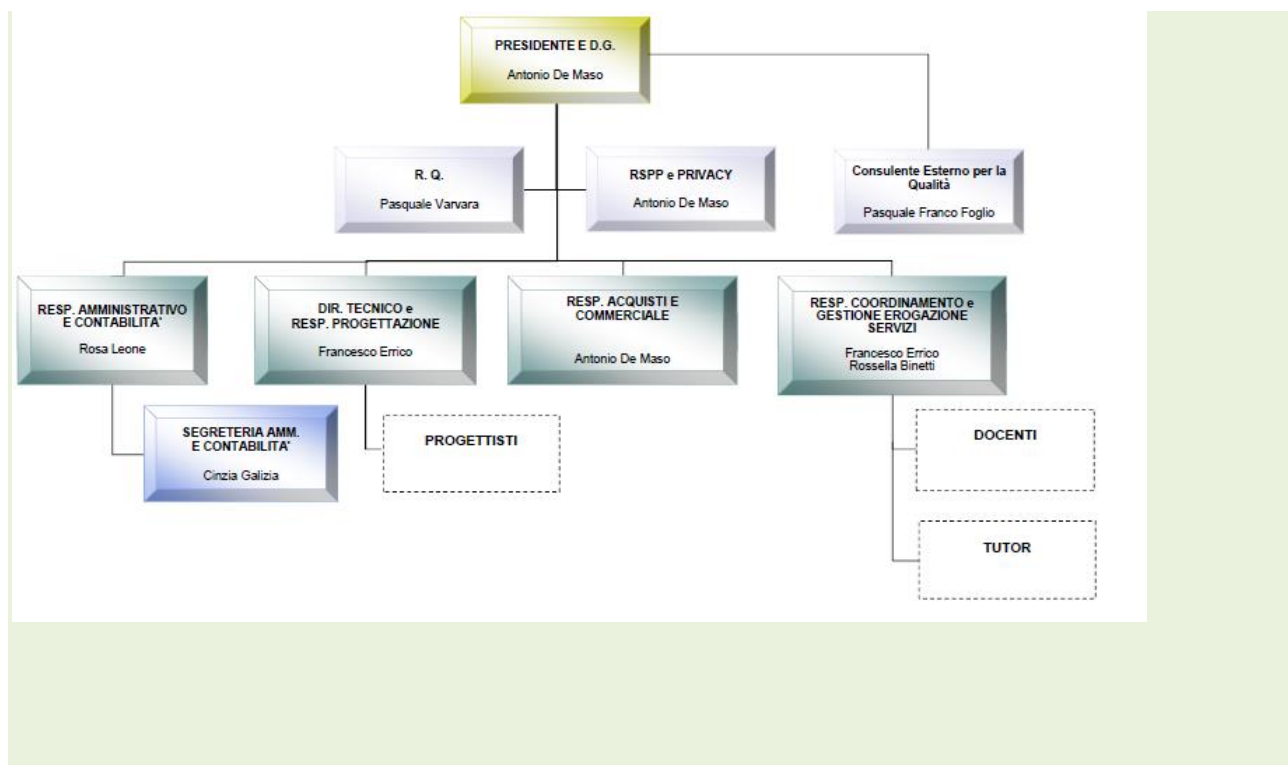 PRESIDENTE E D.G.
Antonio De Maso
R. Q.
Pasquale Varvara
RSPP e PRIVACY
Antonio De Maso
Consulente Esterno per la
Qualità
Pasquale Franco Foglio
RESP. AMMINISTRATIVO
E CONTABILITA'
Rosa Leone
DIR. TECNICO e
RESP. PROGETTAZIONE
Francesco Errico
RESP. ACQUISTI E
COMMERCIALE
Antonio De Maso
RESP. COORDINAMENTO e
GESTIONE EROGAZIONE
SERVIZI
Francesco Errico
Rossella Binetti
SEGRETERIA AMM.
E CONTABILITA'
Cinzia Galizia
PROGETTISTI
DOCENTI
TUTOR